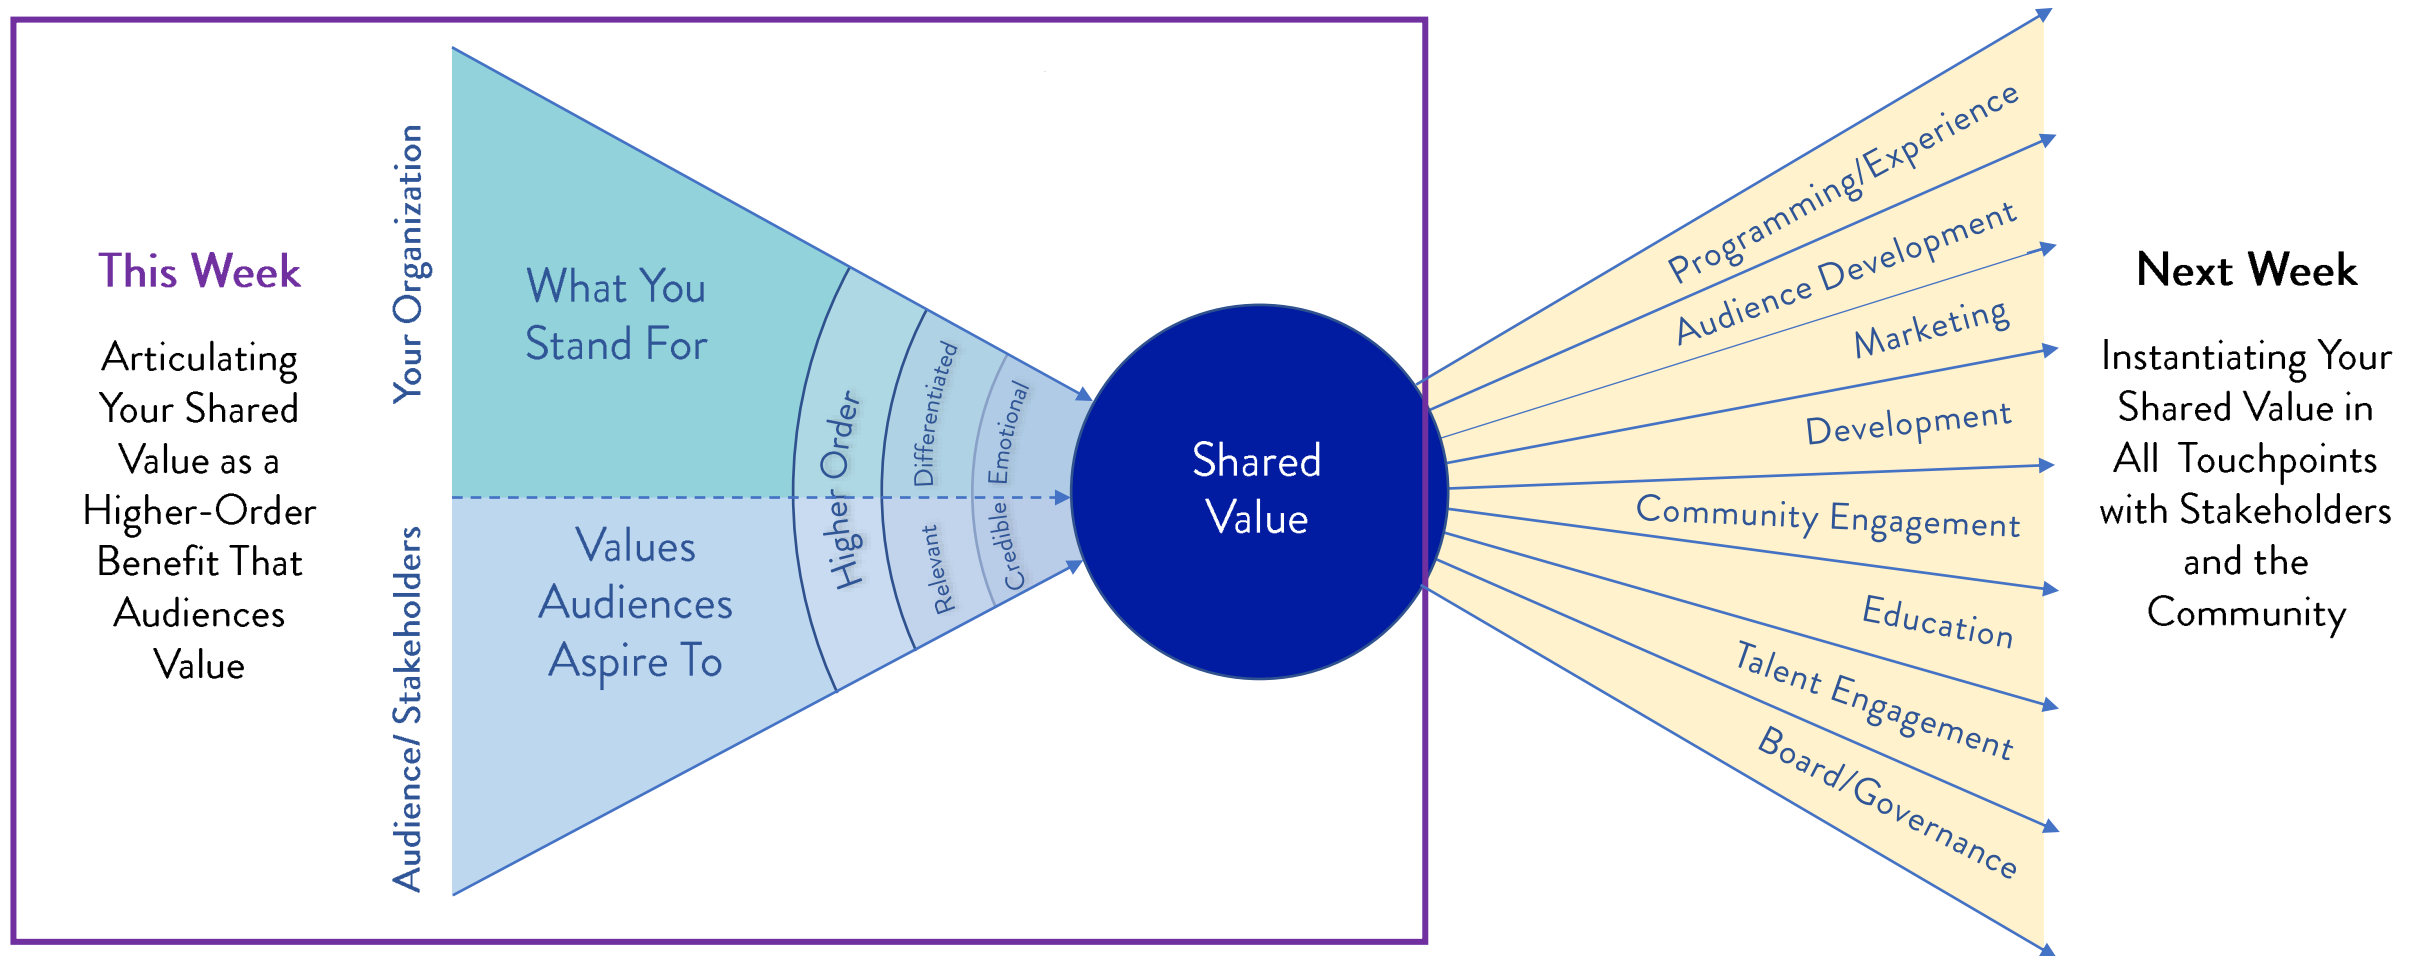 This Week
Articulating
Your Shared
Value as a
Higher-Order
Benefit That
Audiences
Value
Your Organization
Audience/ Stakeholders
What You
Stand For
Values
Audiences
Aspire To
Higher Order
Differentiated
Relevant
Emotional
Credible
Shared
Value
Programming/Experience
Audience Development
Marketing
Development
Community Engagement
Education
Talent Engagement
Board/Governance
Next Week
Instantiating Your
Shared Value in
All Touchpoints
with Stakeholders
and the
Community